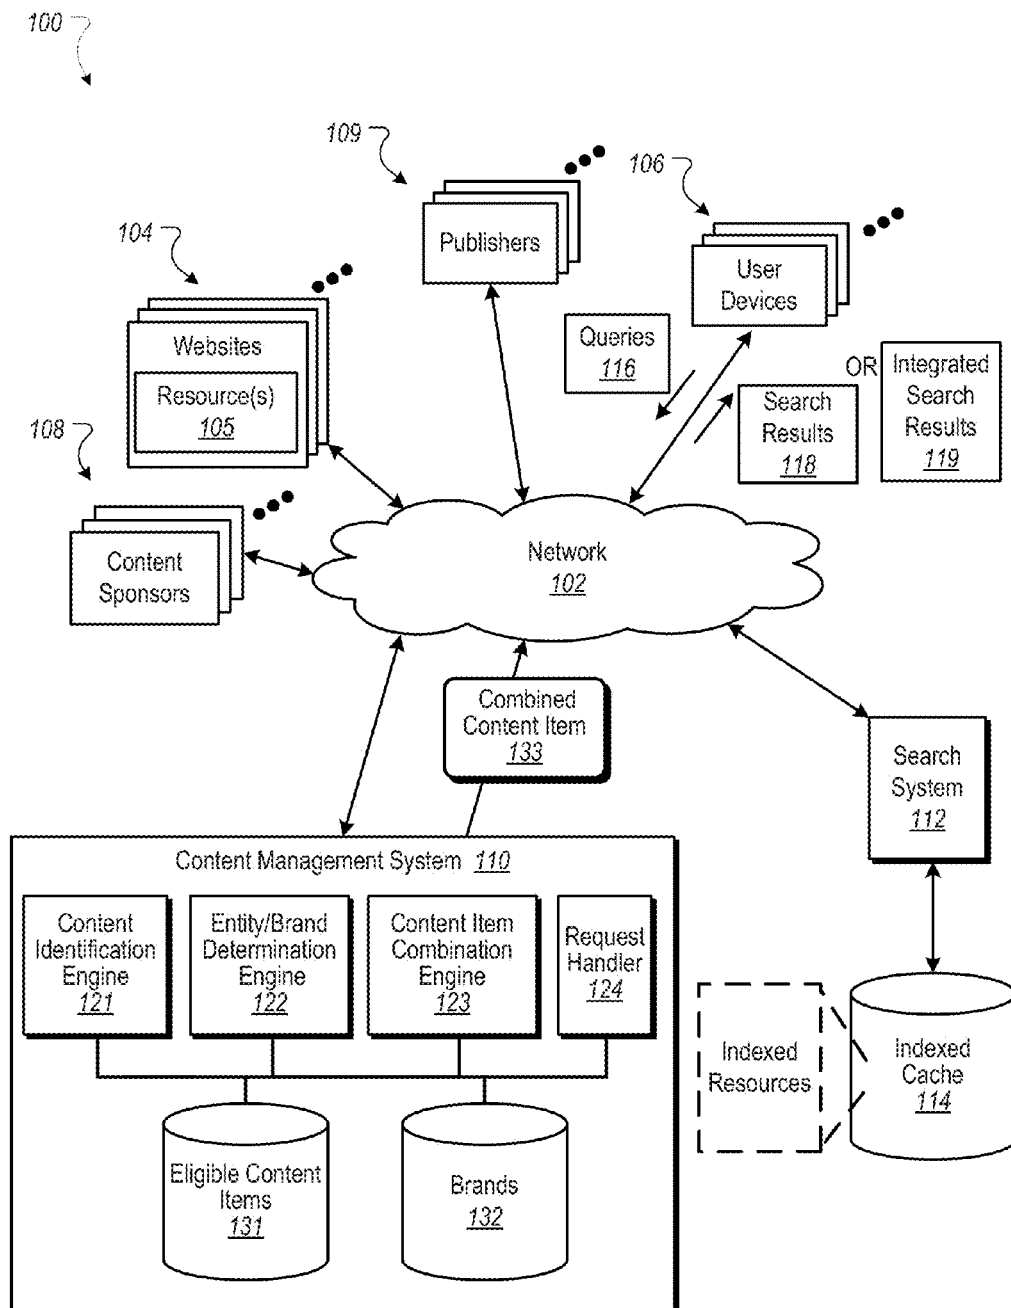 100
109
106
104
Publishers
User
Devices
Queries
116
OR
Integrated
Search
Results
119
Search
Results
118
Websites
Resource(s)
105
108
Content
Sponsors
Network
102
Combined
Content Item
133
Search
System
112
Content Management System 110
Content
Identification
Engine
121
Entity/Brand
Determination
Engine
122
Content Item
Combination
Engine
123
Request
Handler
124
Indexed
Resources
Indexed
Cache
114
Eligible Content
Items
131
Brands
132